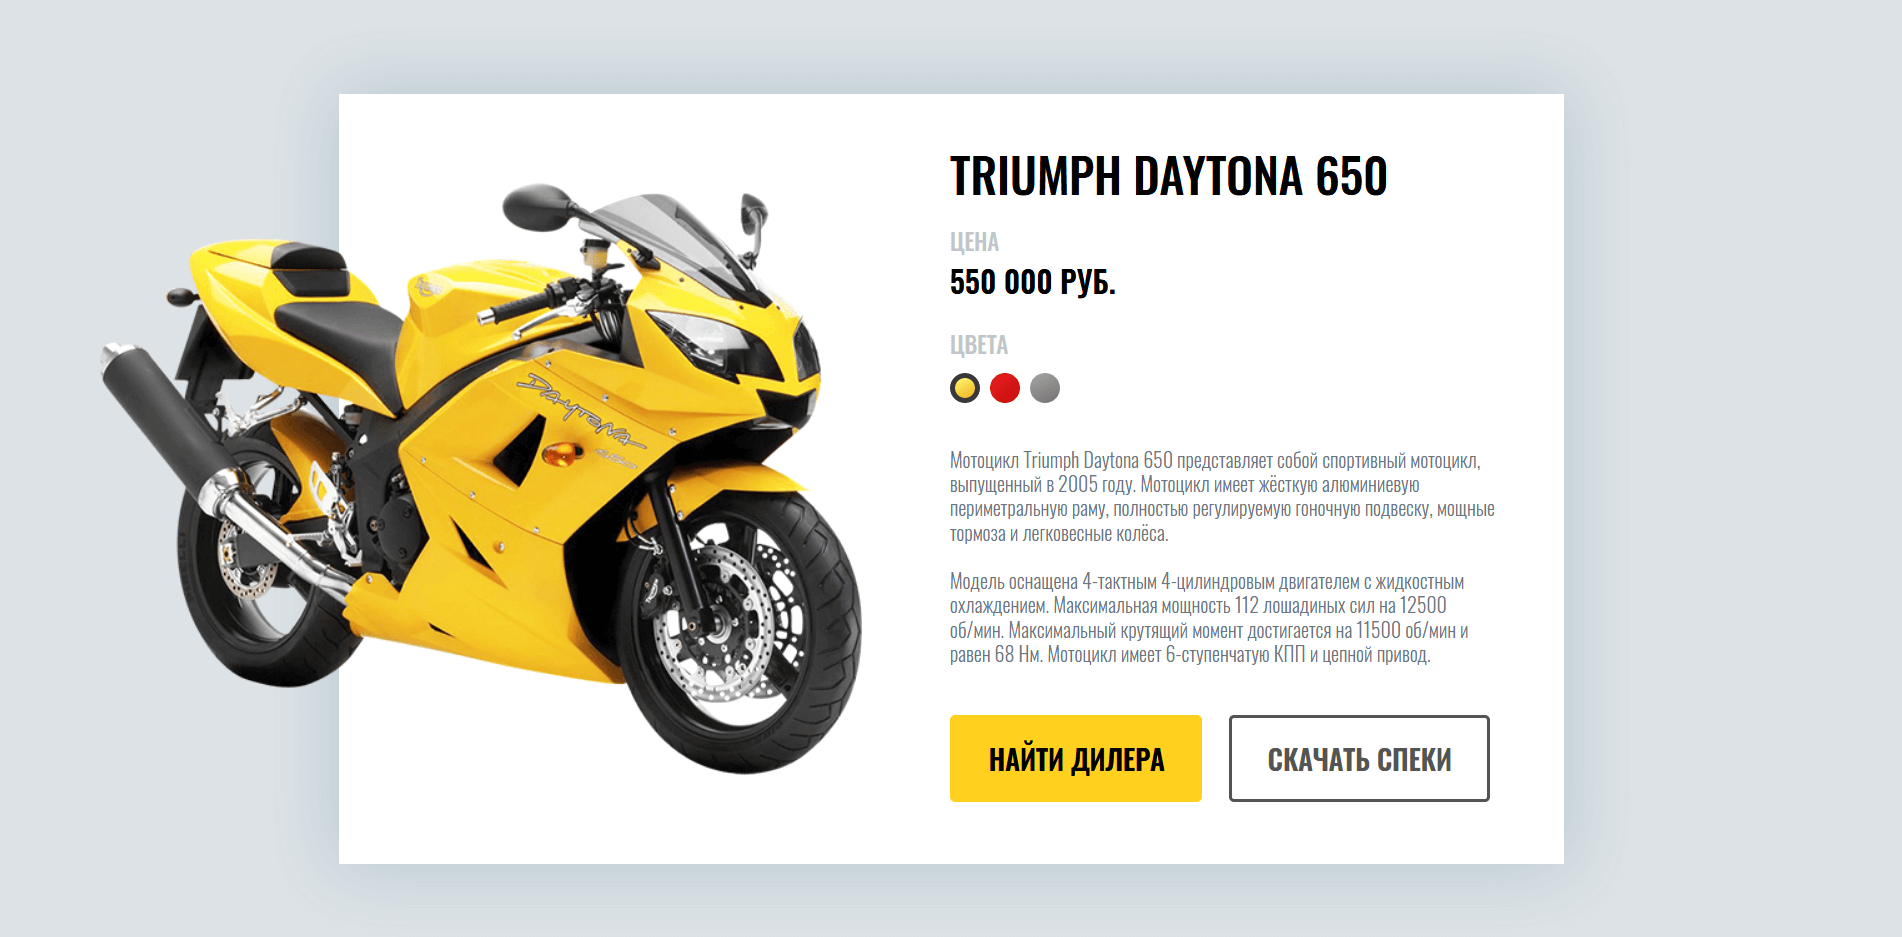 TRIUMPH DAYTONA 650
ЦЕНА
550 000 РУБ.
ЦВЕТА
DAYTONA
Мотоцикл Triumph Daytona 650 представляет собой спортивный мотоцикл,
выпущенный в 2005 году. Мотоцикл имеет жёсткую алюминиевую
периметральную раму, полностью регулируемую гоночную подвеску, мощные
тормоза и легковесные колёса.
Модель оснащена 4-тактным 4-цилиндровым двигателем с жидкостным
охлаждением. Максимальная мощность 112 лошадиных сил на 12500
об/мин. Максимальный крутящий момент достигается на 11500 об/мин и
равен 68 Нм. Мотоцикл имеет 6-ступенчатую КПП и цепной привод.
НАЙТИ ДИЛЕРА
СКАЧАТЬ СПЕКИ